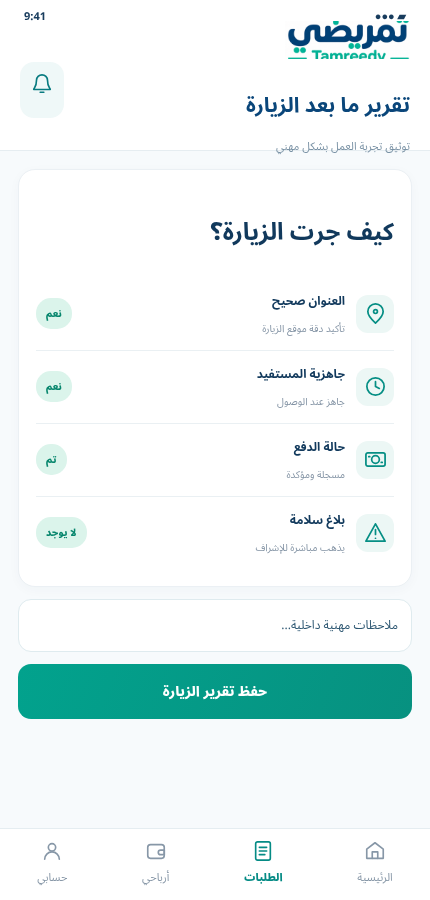 9:41
تمريضي
Tamreedy
تقرير ما بعد الزيارة
توثيق تجربة العمل بشكل مهني
كيف جرت الزيارة؟
العنوان صحيح
تأكيد دقة موقع الزيارة
نعم
جاهزية المستفيد
جاهز عند الوصول
نعم
حالة الدفع
مسجلة ومؤكدة
تم
بلاغ سلامة
يذهب مباشرة للإشراف
لا يوجد
ملاحظات مهنية داخلية...
حفظ تقرير الزيارة
الرئيسية
الطلبات
أرباحي
حسابي